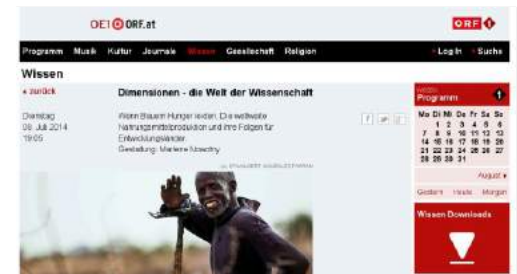 OE1 ORF.at
ORF
Programm Musik Kultur Journale Wissen Gesellschaft Religion
Login Suche
Wissen
zurück
Dienstag
08. Juli 2014
19:05
Dimensionen - die Welt der Wissenschaft
Wenn Bauern Hunger leiden. Die weltweite
Nahrungsmittelproduktion und ihre Folgen für
Entwicklungsländer.
Gestaltung: Marlene Nowotny
Programm
1
Mo Di Mi Do Fr Sa So
1 2 3 4 5 6
7 8 9 10 11 12 13
14 15 16 17 18 19 20
21 22 23 24 25 26 27
28 29 30 31
August
Gestern Heute Morgen
Wissen Downloads